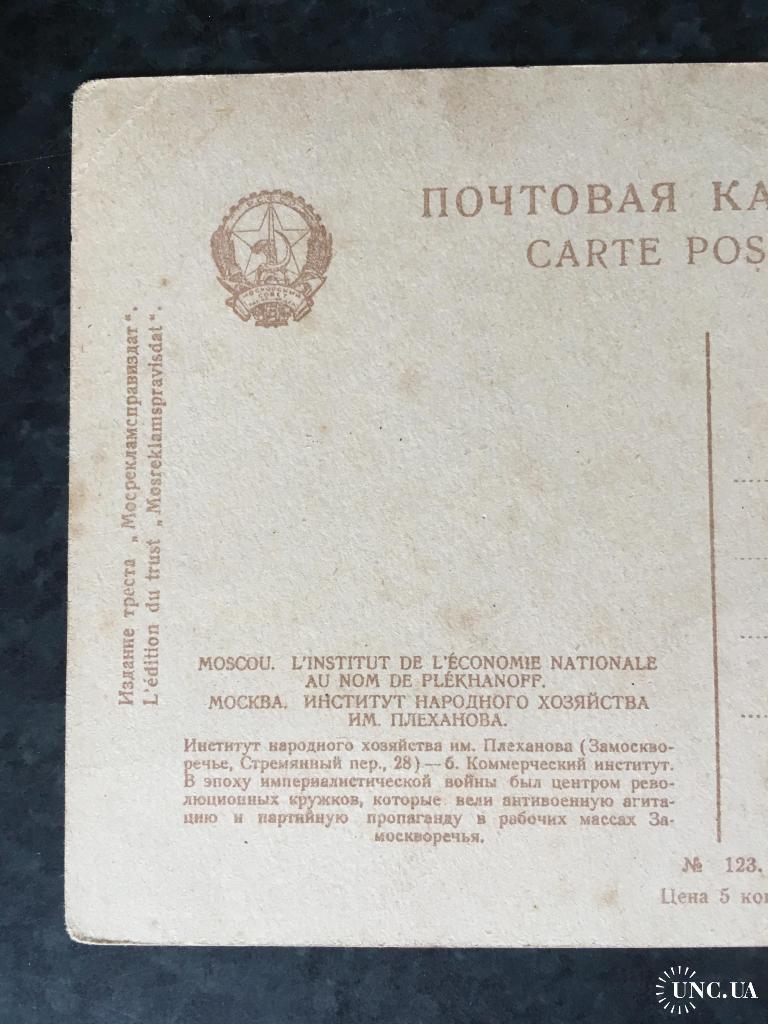 ПОЧТОВАЯ КА
CARTE POS
МОСКОВСКИЙ
СОВЕТ
Издание треста „Мосрекламсправиздат“.
L'édition du trust „Mosreklamspravisdat“.
MOSCOU. L'INSTITUT DE L'ÉCONOMIE NATIONALE
AU NOM DE PLÉKHANOFF.
МОСКВА. ИНСТИТУТ НАРОДНОГО ХОЗЯЙСТВА
ИМ. ПЛЕХАНОВА.
Институт народного хозяйства им. Плеханова (Замоскво-
речье, Стремянный пер., 28)—б. Коммерческий институт.
В эпоху империалистической войны был центром рево-
люционных кружков, которые вели антивоенную агита-
цию и партийную пропаганду в рабочих массах За-
москворечья.
№ 123.
Цена 5 коп
UNC.UA